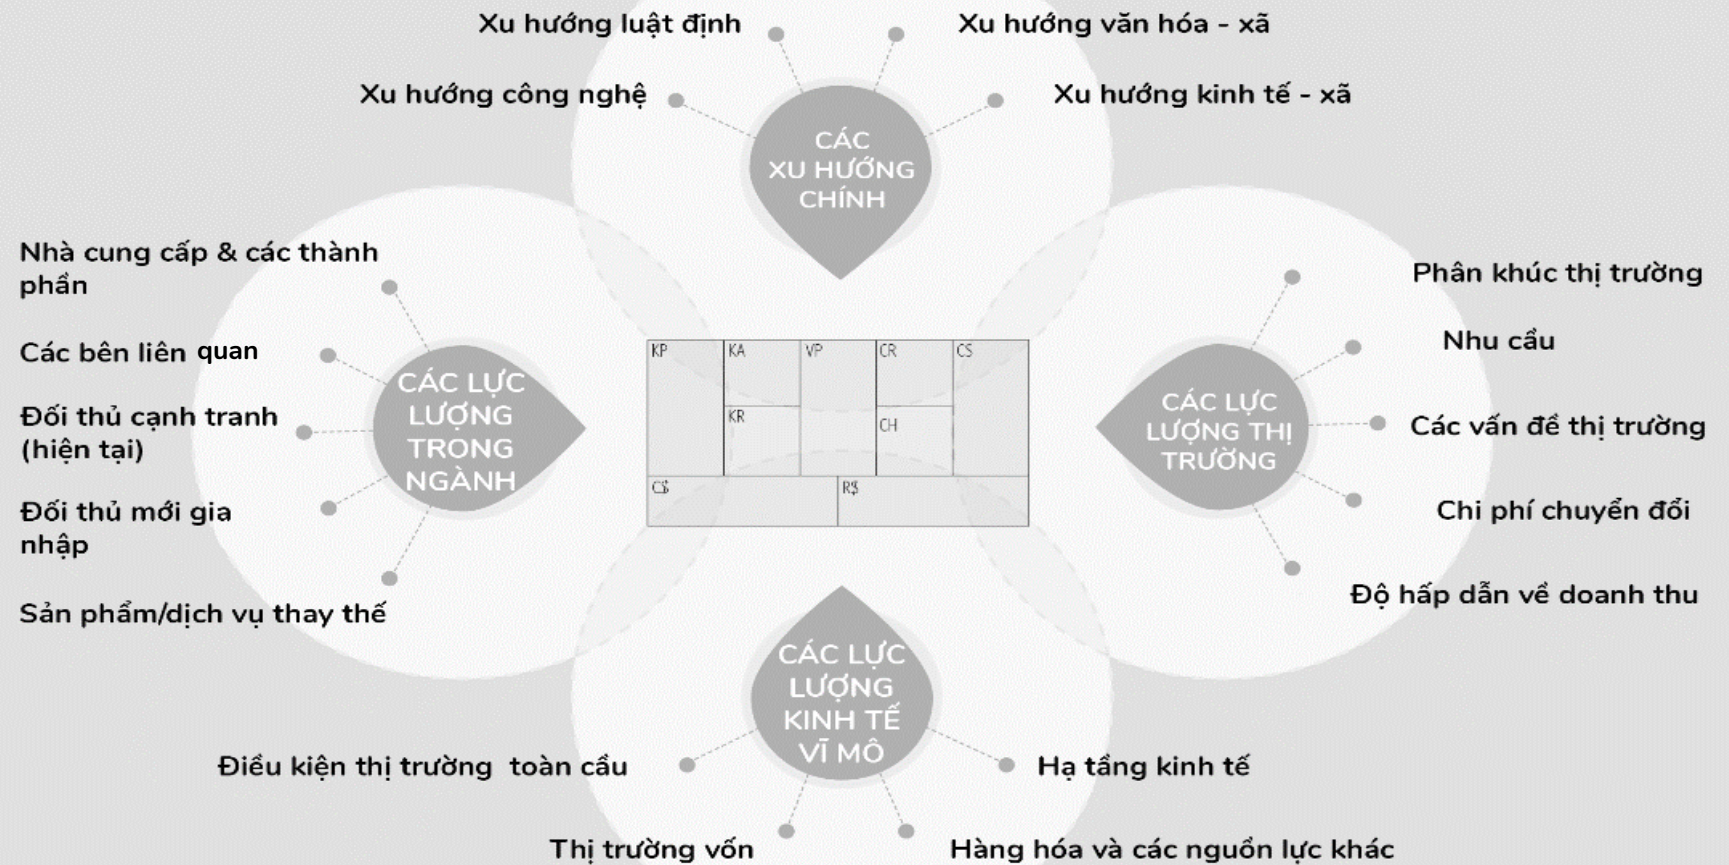 Xu hướng luật định
Xu hướng văn hóa - xã
Xu hướng công nghệ
Xu hướng kinh tế - xã
CÁC
XU HƯỚNG
CHÍNH
Nhà cung cấp & các thành
phần
Các bên liên quan
Đối thủ cạnh tranh
(hiện tại)
Đối thủ mới gia
nhập
Sản phẩm/dịch vụ thay thế
CÁC LỰC
LƯỢNG
TRONG
NGÀNH
KP
KA
VP
CR
CS
KR
CH
C$
R$
CÁC LỰC
LƯỢNG THỊ
TRƯỜNG
Phân khúc thị trường
Nhu cầu
Các vấn đề thị trường
Chi phí chuyển đổi
Độ hấp dẫn về doanh thu
CÁC LỰC
LƯỢNG
KINH TẾ
VĨ MÔ
Điều kiện thị trường toàn cầu
Hạ tầng kinh tế
Thị trường vốn
Hàng hóa và các nguồn lực khác